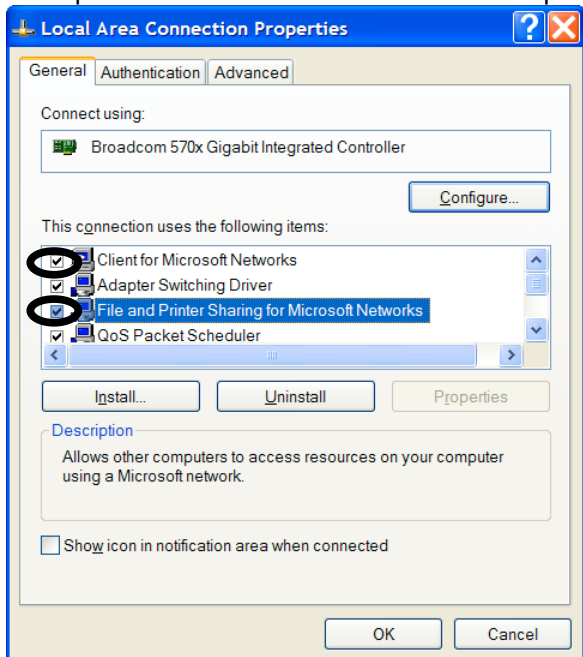 Local Area Connection Properties
General Authentication Advanced
Connect using:
Broadcom 570x Gigabit Integrated Controller
Configure...
This connection uses the following items:
Client for Microsoft Networks
Adapter Switching Driver
File and Printer Sharing for Microsoft Networks
QoS Packet Scheduler
Install... Uninstall Properties
Description
Allows other computers to access resources on your computer
using a Microsoft network.
Show icon in notification area when connected
OK Cancel